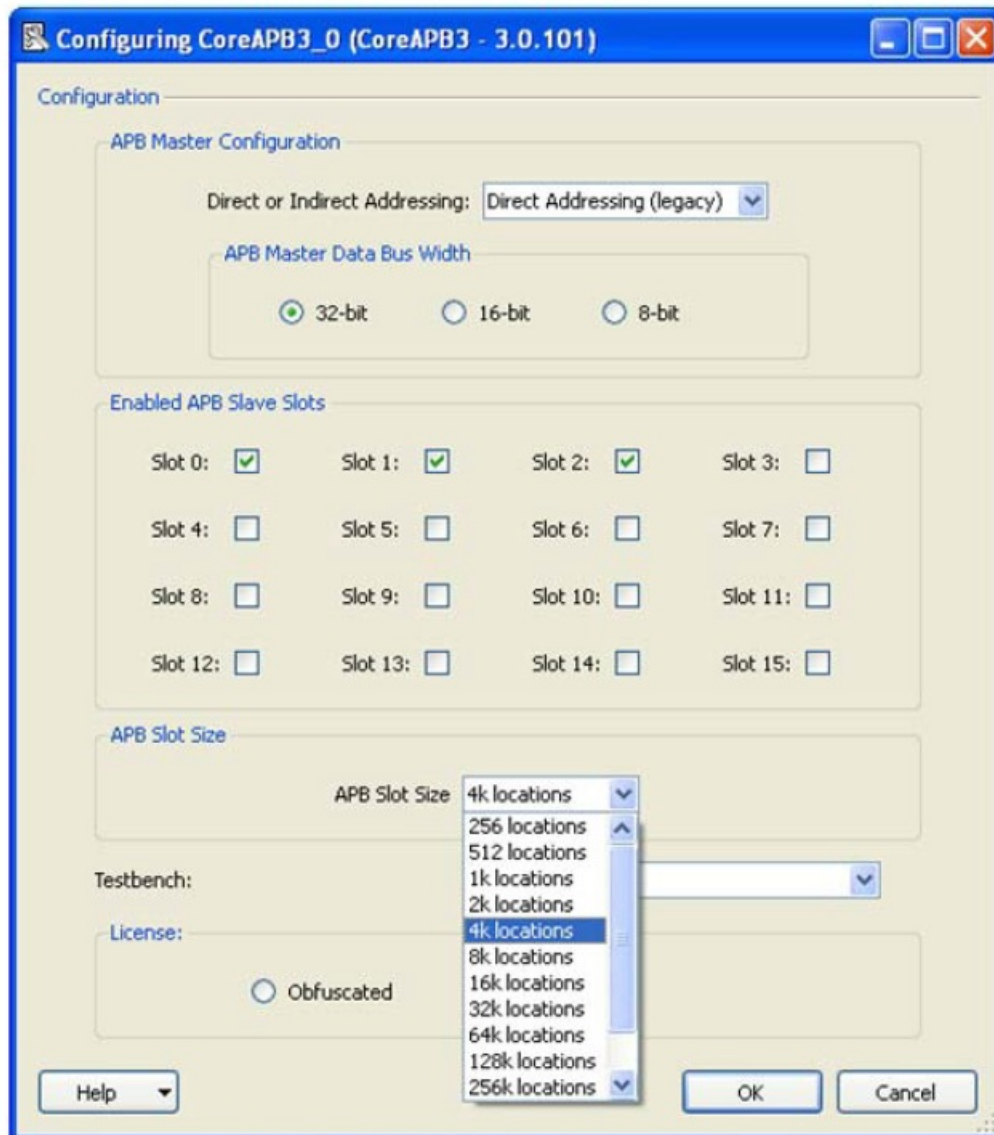 Configuring CoreAPB3_0 (CoreAPB3 - 3.0.101)
Configuration
APB Master Configuration
Direct or Indirect Addressing: Direct Addressing (legacy)
APB Master Data Bus Width
32-bit 16-bit 8-bit
Enabled APB Slave Slots
Slot 0: Slot 1: Slot 2: Slot 3:
Slot 4: Slot 5: Slot 6: Slot 7:
Slot 8: Slot 9: Slot 10: Slot 11:
Slot 12: Slot 13: Slot 14: Slot 15:
APB Slot Size
APB Slot Size 4k locations
256 locations
512 locations
1k locations
Testbench:
2k locations
4k locations
License:
8k locations
16k locations
Obfuscated
32k locations
64k locations
128k locations
256k locations
Help OK Cancel